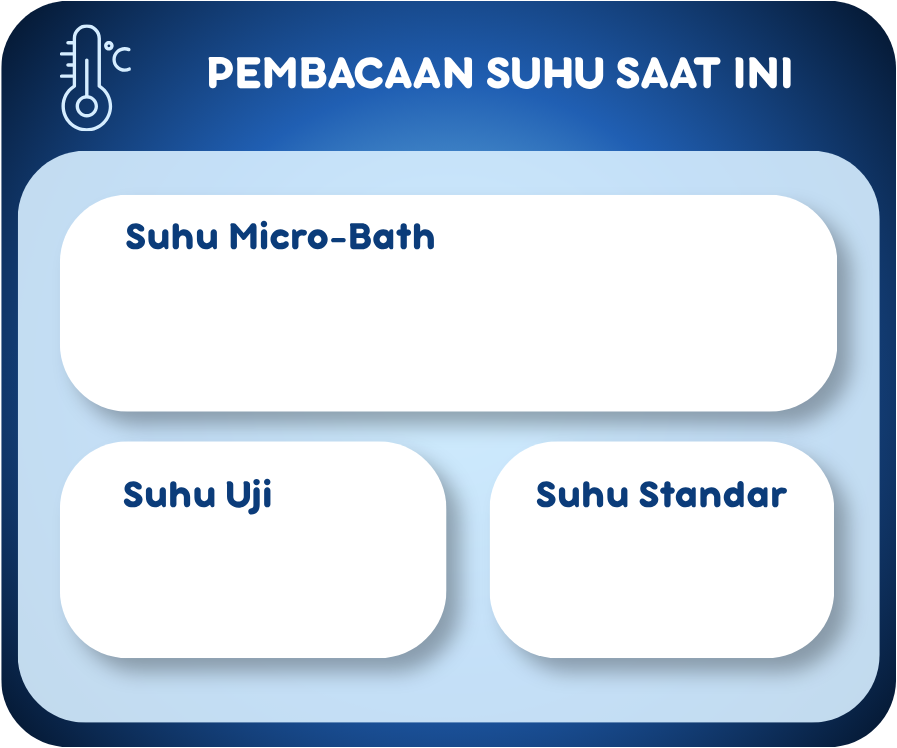 °C
PEMBACAAN SUHU SAAT INI
Suhu Micro-Bath
Suhu Uji
Suhu Standar